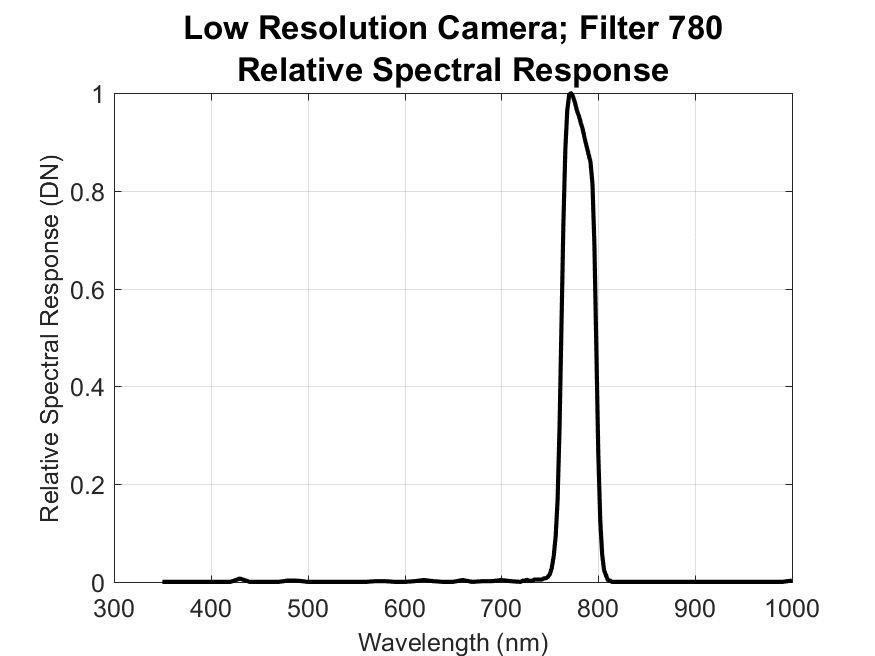 Low Resolution Camera; Filter 780
Relative Spectral Response
1
0.8
0.6
0.4
0.2
0
Relative Spectral Response (DN)
300 400 500 600 700 800 900 1000
Wavelength (nm)